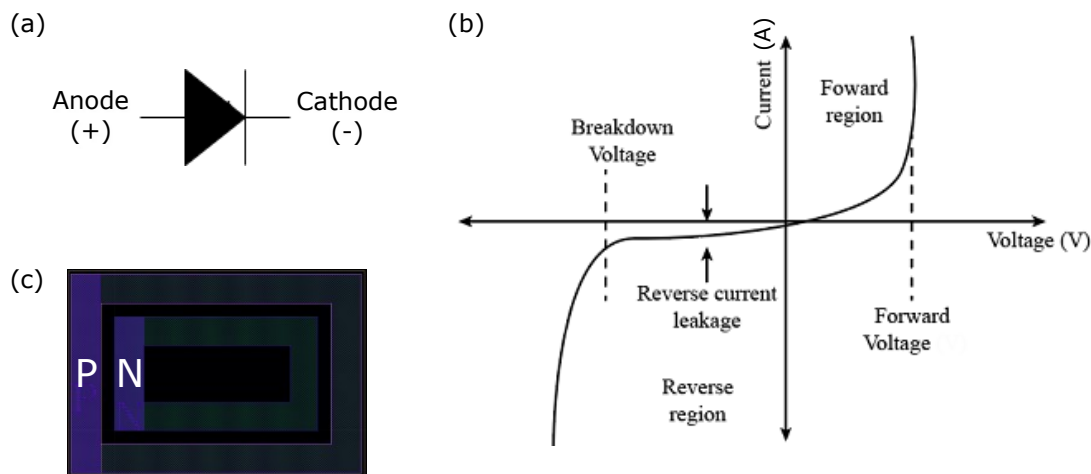 (a)
Anode
(+)
Cathode
(-)
(b)
Current (A)
Foward
region
Breakdown
Voltage
Voltage (V)
Reverse current
leakage
Forward
Voltage
Reverse
region
(c)
P
N